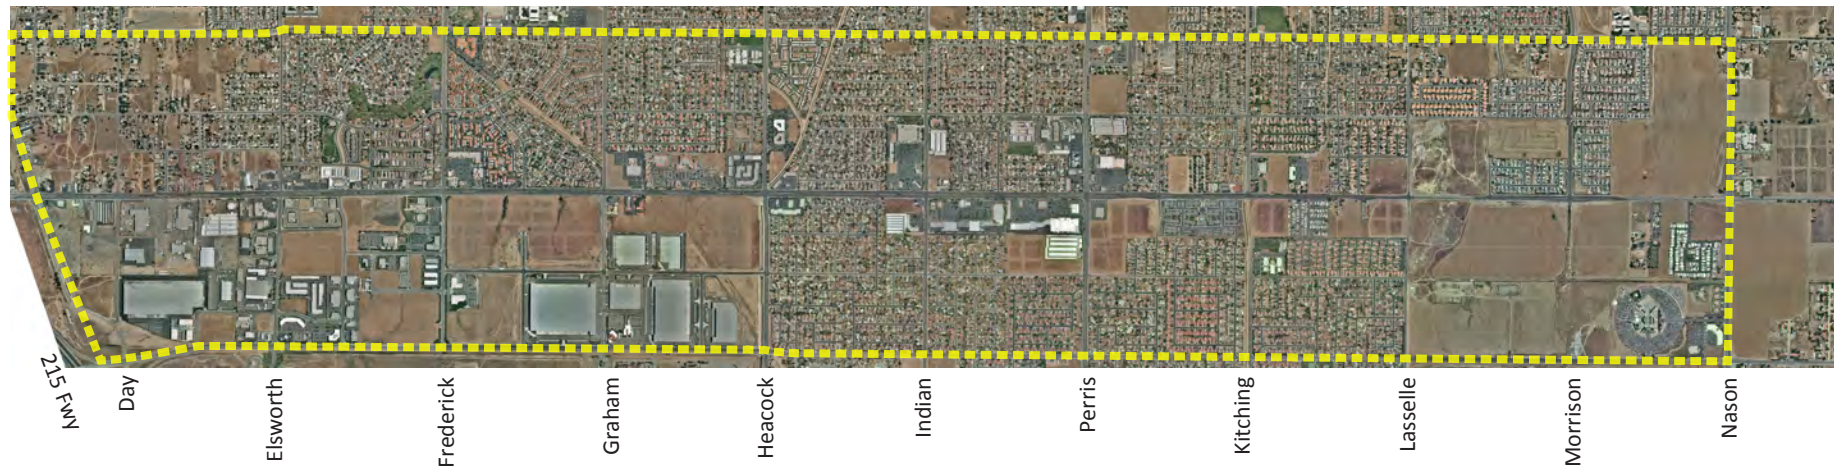 215 Fwy
Day
Elsworth
Frederick
Graham
Heacock
Indian
Perris
Kitching
Lasselle
Morrison
Nason